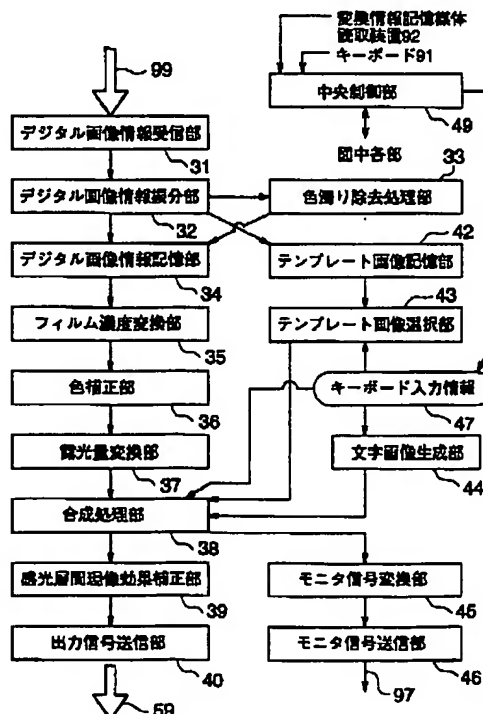 変換情報記憶媒体
読取装置92
キーボード91
99
中央制御部
49
図中各部
デジタル画像情報受信部
31
33
デジタル画像情報振分部
色濁り除去処理部
32
42
デジタル画像情報記憶部
テンプレート画像記憶部
34
43
フィルム濃度変換部
テンプレート画像選択部
35
色補正部
キーボード入力情報
36
47
露光量変換部
文字画像生成部
37
44
合成処理部
38
感光層間現像効果補正部
モニタ信号変換部
39
45
出力信号送信部
モニタ信号送信部
40
46
59
97